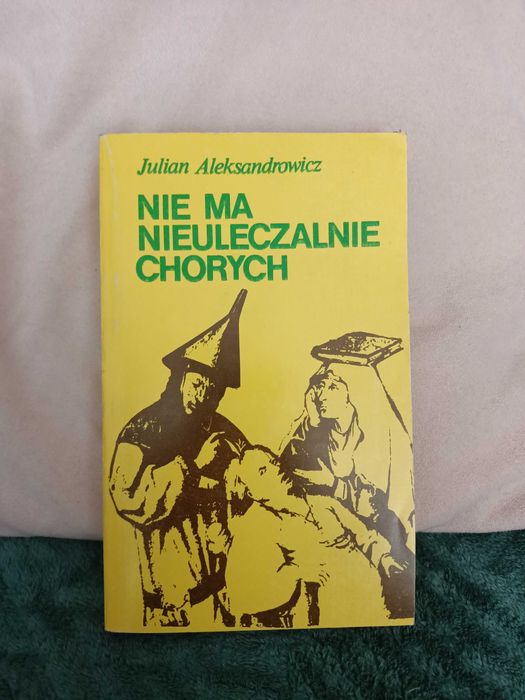 Julian Aleksandrowicz
NIE MA
NIEULECZALNIE
CHORYCH